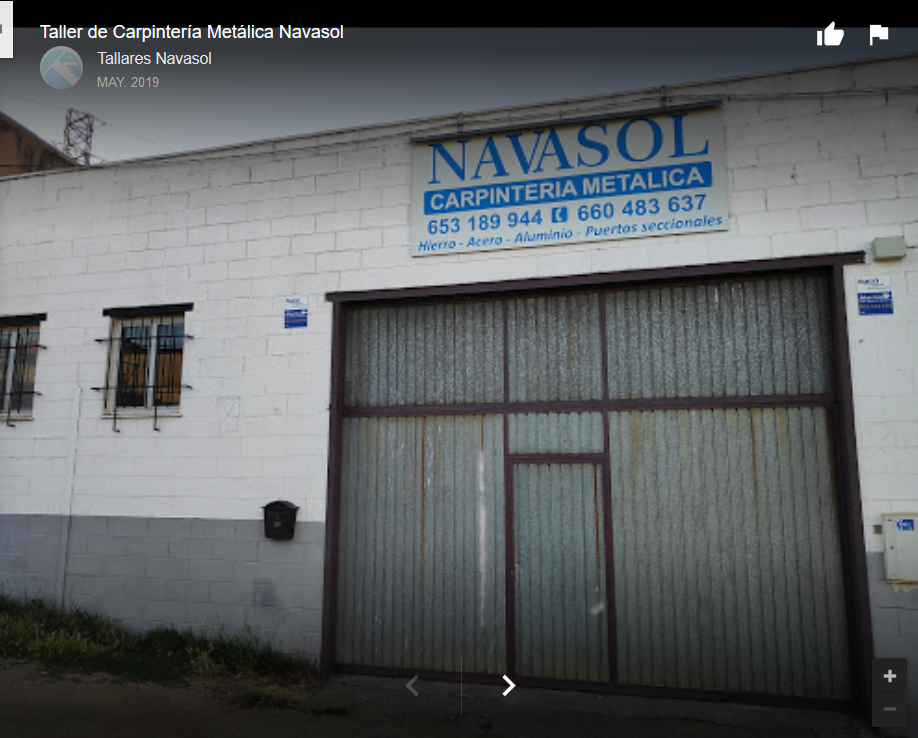 Taller de Carpintería Metálica Navasol
Tallares Navasol
MAY. 2019
NAVASOL
CARPINTERIA METALICA
653 189 944 660 483 637
Hierro - Acero - Aluminio - Puertas seccionales